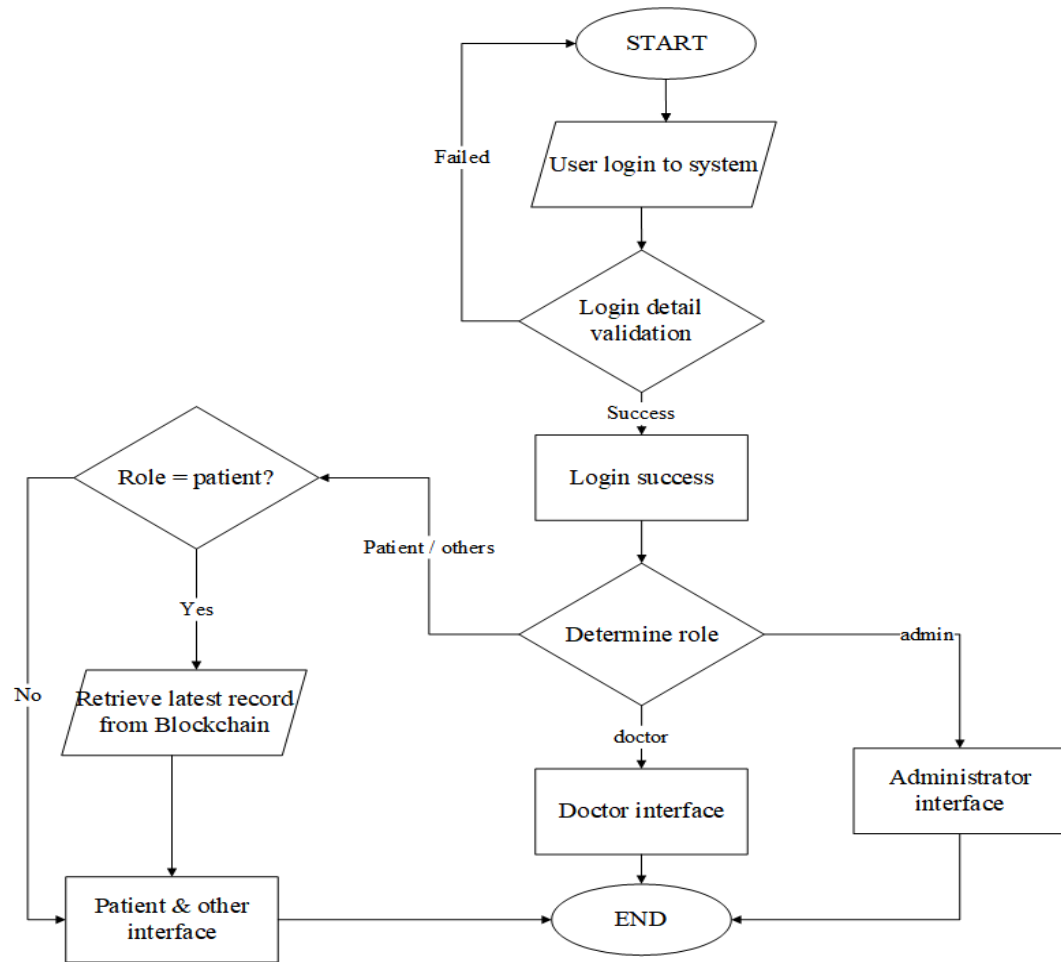 START
User login to system
Failed
Login detail
validation
Success
Login success
Role = patient?
Patient / others
Determine role
admin
Yes
Retrieve latest record
from Blockchain
No
doctor
Doctor interface
Administrator
interface
Patient & other
interface
END